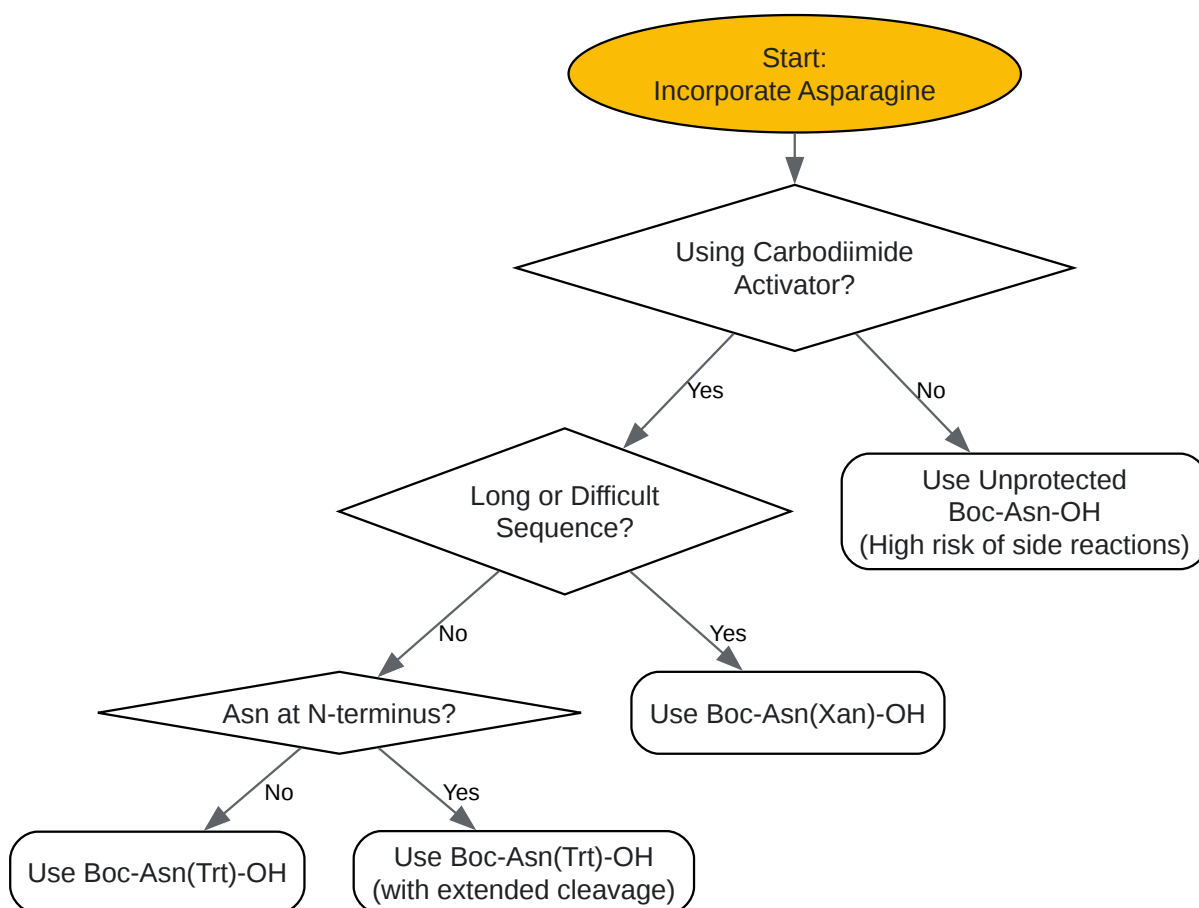 Start:
Incorporate Asparagine
Using Carbodiimide
Activator?
Yes
No
Long or Difficult
Sequence?
Use Unprotected
Boc-Asn-OH
(High risk of side reactions)
No
Yes
Asn at N-terminus?
Use Boc-Asn(Xan)-OH
No
Yes
Use Boc-Asn(Trt)-OH
Use Boc-Asn(Trt)-OH
(with extended cleavage)